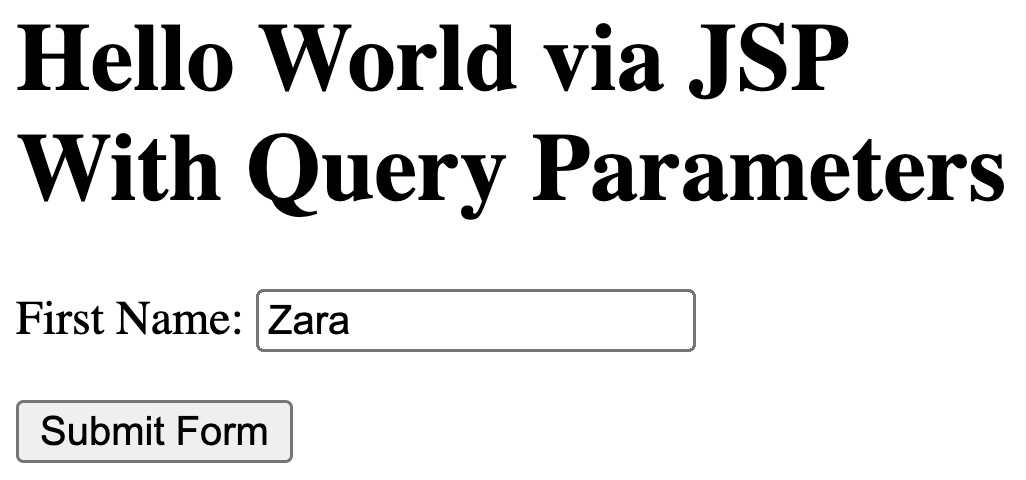 Hello World via JSP
With Query Parameters
First Name: Zara
Submit Form